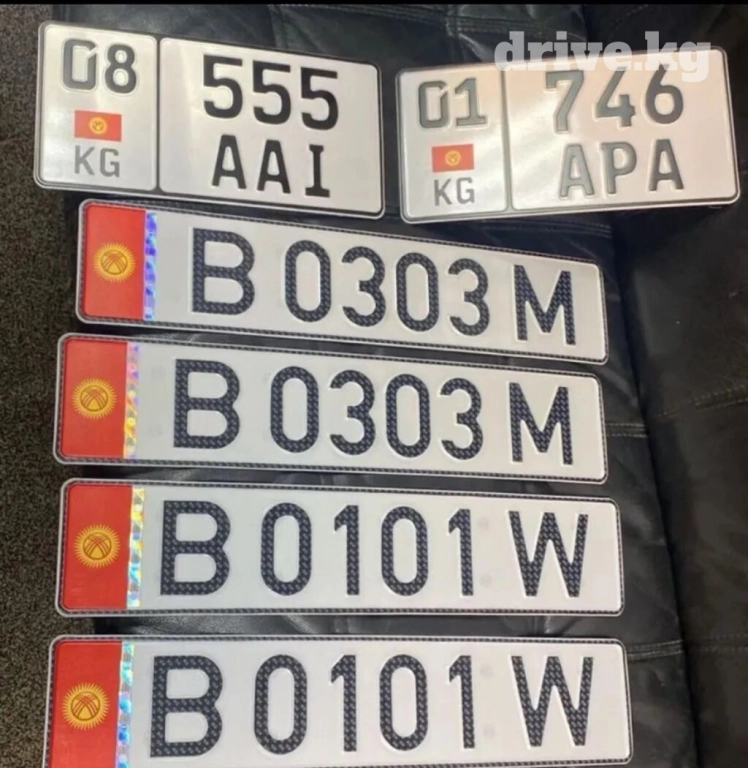 drive.kg
08 555
KG AAI
01 746
KG APA
B 0303 M
B 0303 M
B 0101 W
B 0101 W